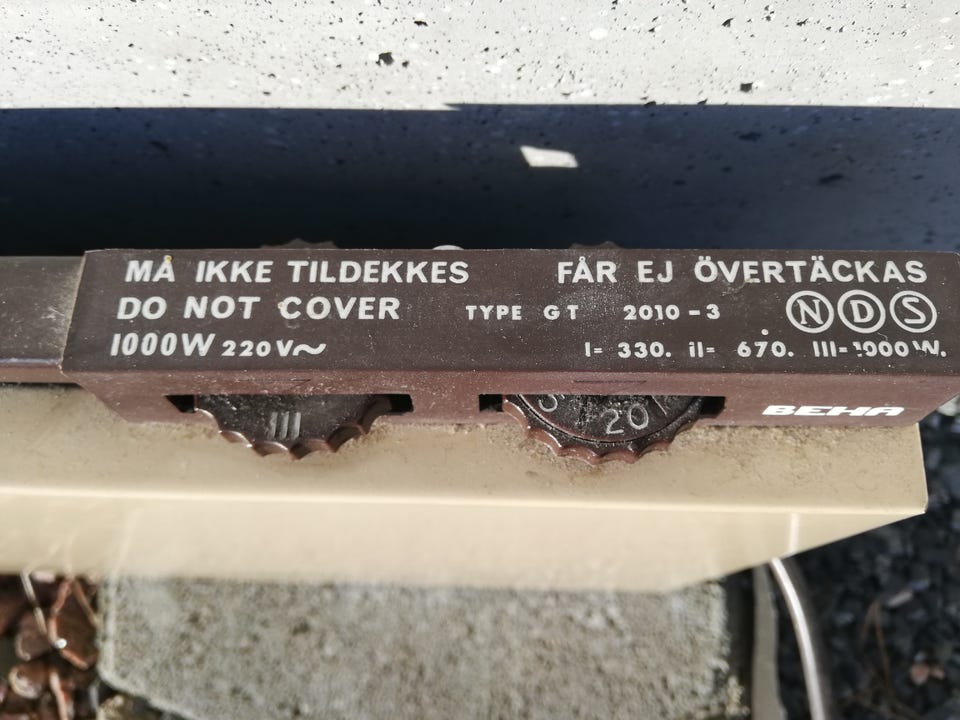 MÅ IKKE TILDEKKES
FÅR EJ ÖVERTÄCKAS
DO NOT COVER
TYPE GT 2010-3
N D S
1000W 220V~
I= 330. II= 670. III=1000W.
III
20
BEHA